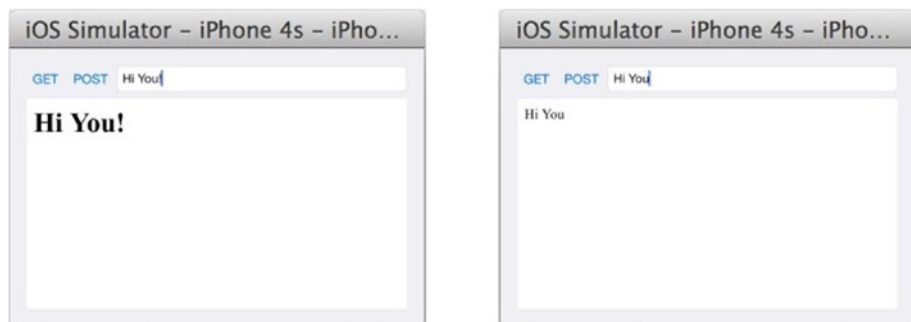 iOS Simulator – iPhone 4s – iPho...
GET POST Hi You!
Hi You!
iOS Simulator – iPhone 4s – iPho...
GET POST Hi You
Hi You